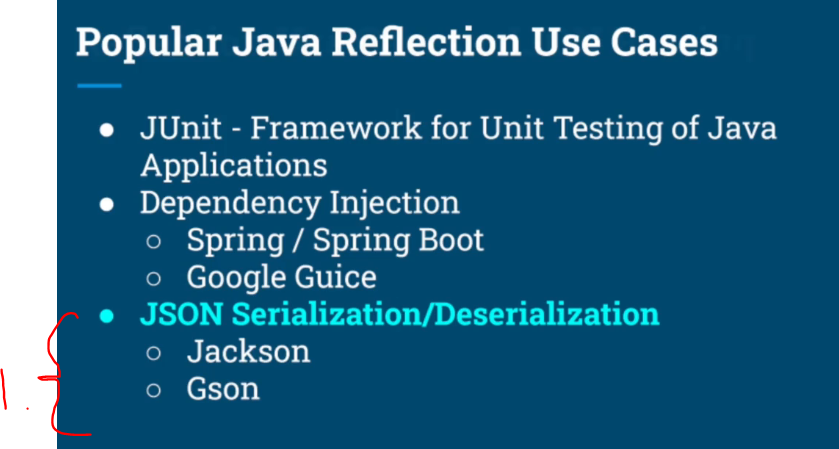 Popular Java Reflection Use Cases
● JUnit - Framework for Unit Testing of Java
Applications
● Dependency Injection
○ Spring / Spring Boot
○ Google Guice
● JSON Serialization/Deserialization
○ Jackson
○ Gson
1.